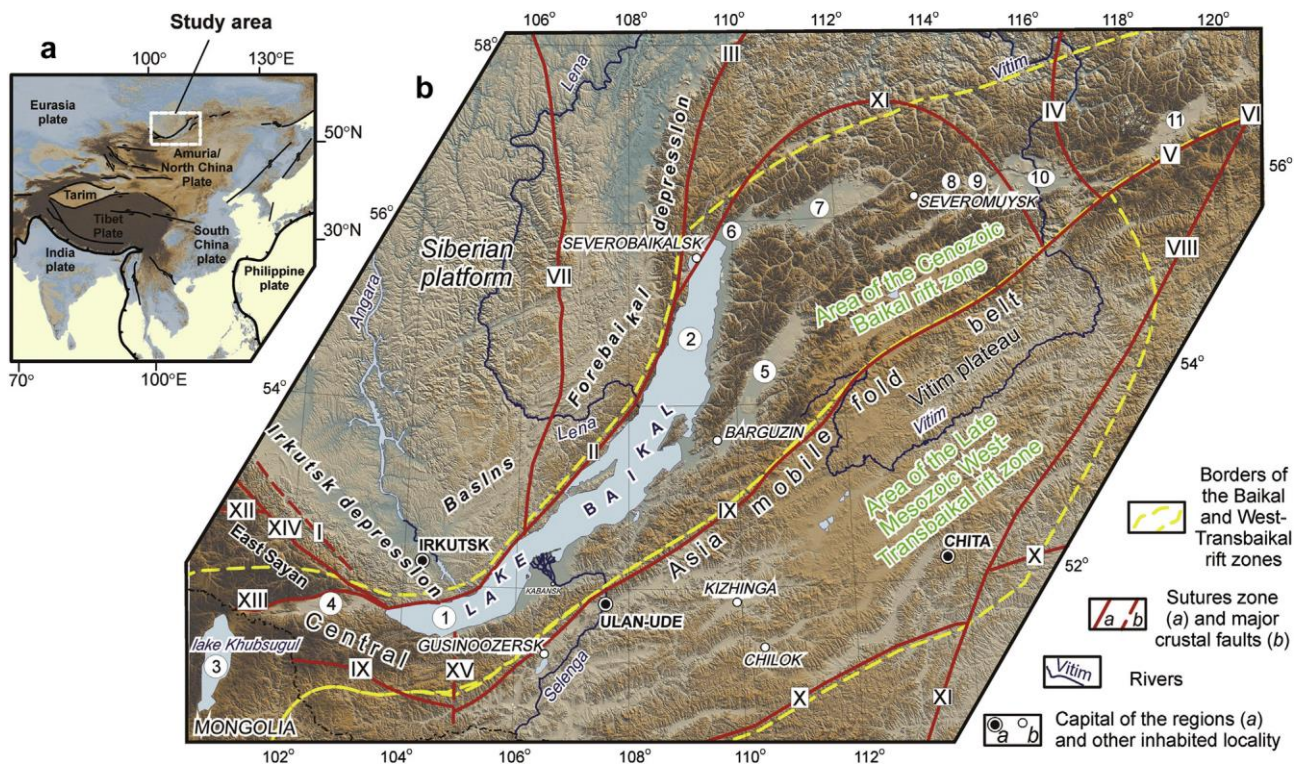 Study area
a
100°
130°E
Eurasia
plate
50°N
Amuria/
North China
Plate
Tarim
Tibet
Plate
30°N
South
China
plate
India
plate
Philippine
plate
70°
100°E
b
106°
108°
110°
112°
114°
116°
118°
120°
58°
56°
54°
56°
54°
52°
102°
104°
106°
108°
110°
112°
Lena
III
Vitim
XI
IV
11
VI
V
10
8
9
SEVEROMUYSK
7
6
SEVEROBAIKALSK
VIII
VII
Siberian
platform
Angara
Forebaikal depression
Area of the Cenozoic
Baikal rift zone
2
5
Central Asia mobile fold belt
Vitim plateau
Vitim
Lena
II
BARGUZIN
Area of the Late
Mesozoic West-
Transbaikal rift zone
Irkutsk depression
Basins
LAKE BAIKAL
IX
XII
XIV
I
East Sayan
IRKUTSK
CHITA
X
KABANSK
KIZHINGA
XIII
4
1
ULAN-UDE
GUSINOOZERSK
CHILOK
lake Khubsugul
3
IX
XV
Selenga
X
XI
MONGOLIA
Borders of
the Baikal
and West-
Transbaikal
rift zones
a
b
Sutures zone
(a) and major
crustal faults (b)
Vitim
Rivers
a
b
Capital of the regions (a)
and other inhabited locality